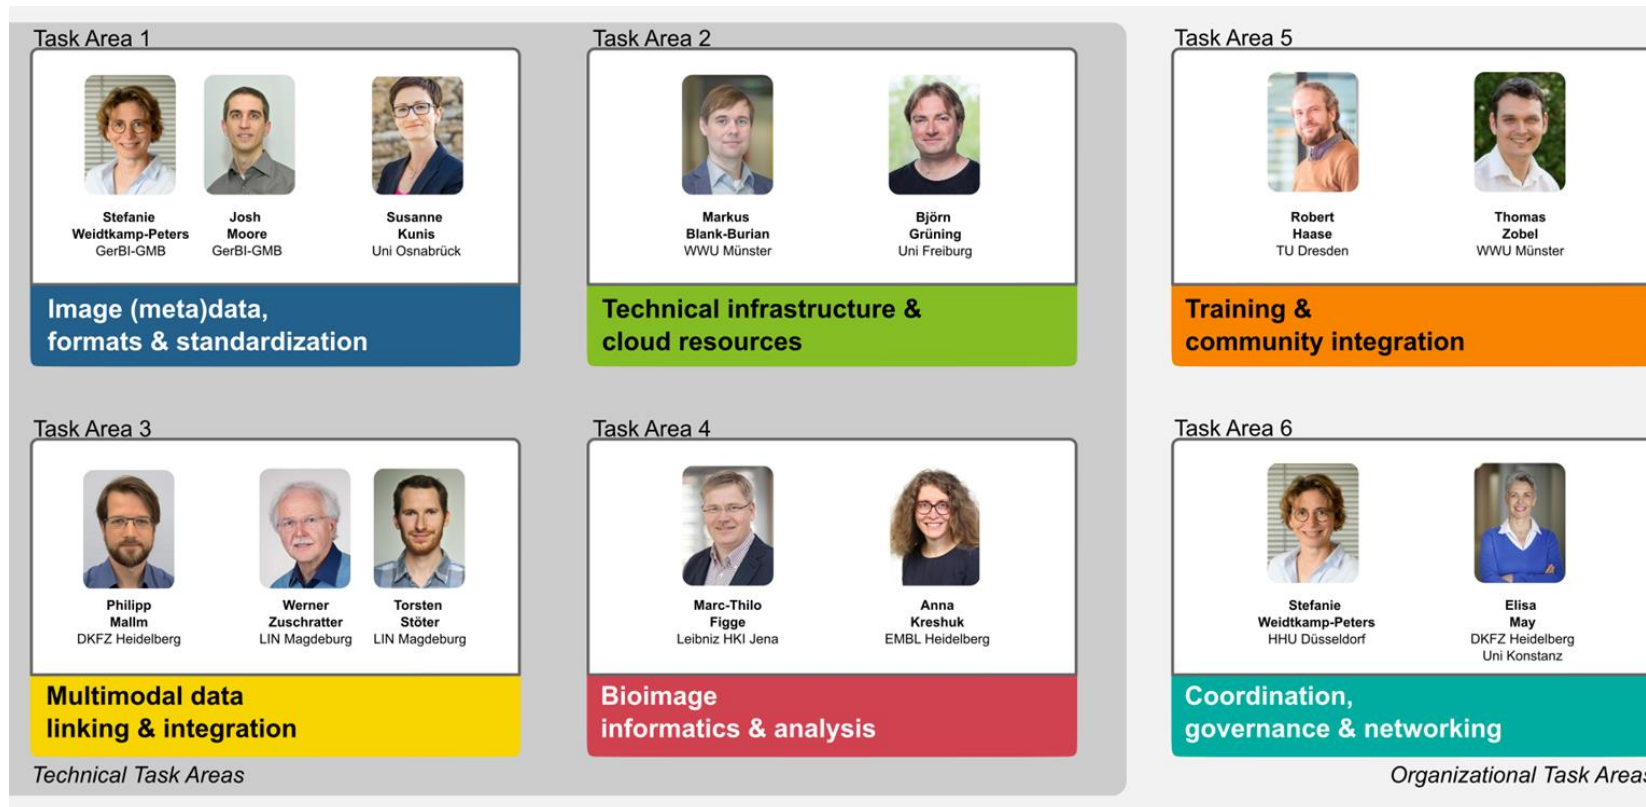 Task Area 1
Stefanie
Weidtkamp-Peters
GerBI-GMB
Josh
Moore
GerBI-GMB
Susanne
Kunis
Uni Osnabrück
Image (meta)data,
formats & standardization
Task Area 2
Markus
Blank-Burian
WWU Münster
Björn
Grüning
Uni Freiburg
Technical infrastructure &
cloud resources
Task Area 5
Robert
Haase
TU Dresden
Thomas
Zobel
WWU Münster
Training &
community integration
Task Area 3
Philipp
Mallm
DKFZ Heidelberg
Werner
Zuschratter
LIN Magdeburg
Torsten
Stöter
LIN Magdeburg
Multimodal data
linking & integration
Task Area 4
Marc-Thilo
Figge
Leibniz HKI Jena
Anna
Kreshuk
EMBL Heidelberg
Bioimage
informatics & analysis
Task Area 6
Stefanie
Weidtkamp-Peters
HHU Düsseldorf
Elisa
May
DKFZ Heidelberg
Uni Konstanz
Coordination,
governance & networking
Technical Task Areas
Organizational Task Areas